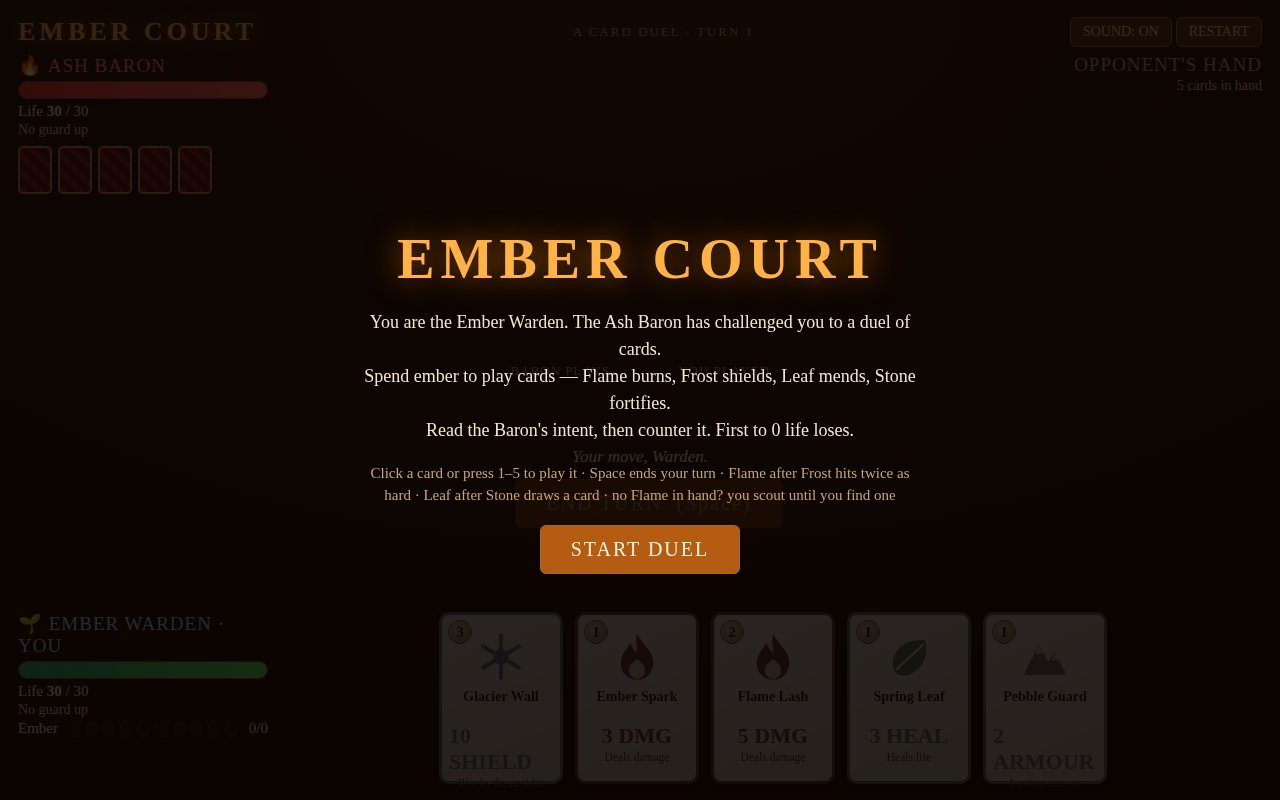 EMBER COURT
A CARD DUEL · TURN 1
SOUND: ON
RESTART
🔥 ASH BARON
Life 30 / 30
No guard up
OPPONENT'S HAND
5 cards in hand
EMBER COURT
You are the Ember Warden. The Ash Baron has challenged you to a duel of
cards.
Spend ember to play cards — Flame burns, Frost shields, Leaf mends, Stone
fortifies.
Read the Baron's intent, then counter it. First to 0 life loses.
Your move, Warden.
Click a card or press 1–5 to play it · Space ends your turn · Flame after Frost hits twice as
hard · Leaf after Stone draws a card · no Flame in hand? you scout until you find one
END TURN (Space)
START DUEL
🌱 EMBER WARDEN ·
YOU
Life 30 / 30
No guard up
Ember 0/0
3
Glacier Wall
10
SHIELD
1
Ember Spark
3 DMG
Deals damage
2
Flame Lash
5 DMG
Deals damage
1
Spring Leaf
3 HEAL
Heals life
1
Pebble Guard
2
ARMOUR